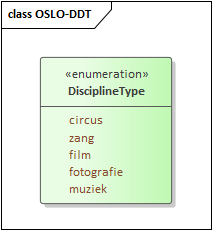 class OSLO-DDT
«enumeration»
DisciplineType
circus
zang
film
fotografie
muziek